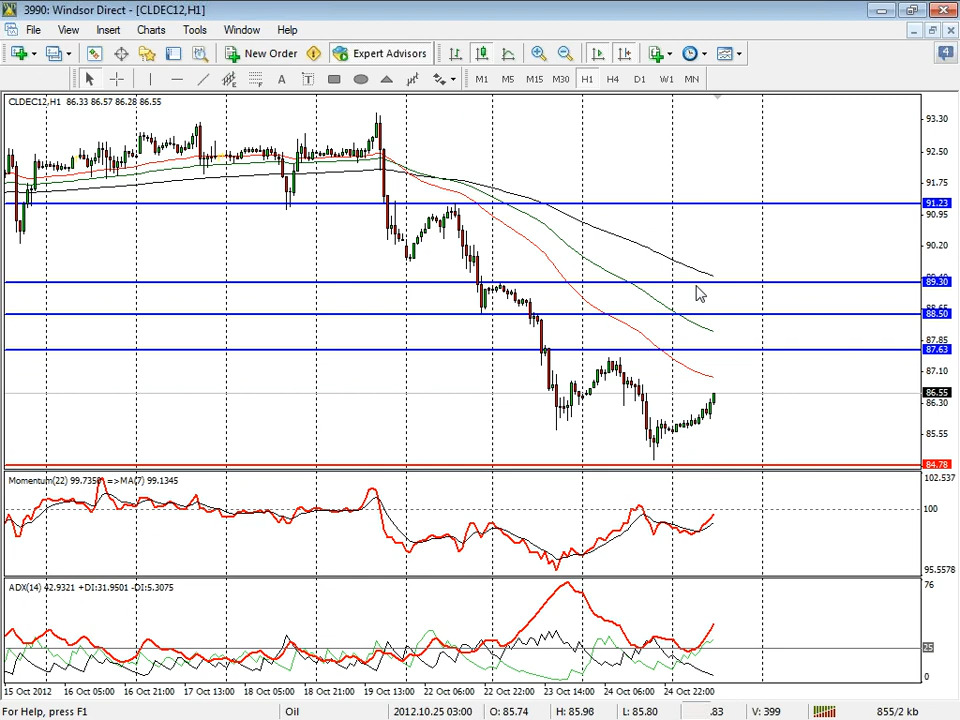 3990: Windsor Direct - [CLDEC12,H1]
File View Insert Charts Tools Window Help
New Order Expert Advisors 4
A T M1 M5 M15 M30 H1 H4 D1 W1 MN
CLDEC12,H1 86.33 86.57 86.28 86.55
93.30
92.50
91.75
91.23
90.95
90.20
89.30
88.50
87.85
87.63
87.10
86.55
86.30
85.55
84.78
Momentum(22) 99.7350 =>MA(7) 99.1345
102.537
100
95.5578
ADX(14) 42.9321 +DI:31.9501 -DI:5.3075
76
25
0
15 Oct 2012 16 Oct 05:00 16 Oct 21:00 17 Oct 13:00 18 Oct 05:00 18 Oct 21:00 19 Oct 13:00 22 Oct 06:00 22 Oct 22:00 23 Oct 14:00 24 Oct 06:00 24 Oct 22:00
For Help, press F1 Oil 2012.10.25 03:00 O: 85.74 H: 85.98 L: 85.80 .83 V: 399 855/2 kb